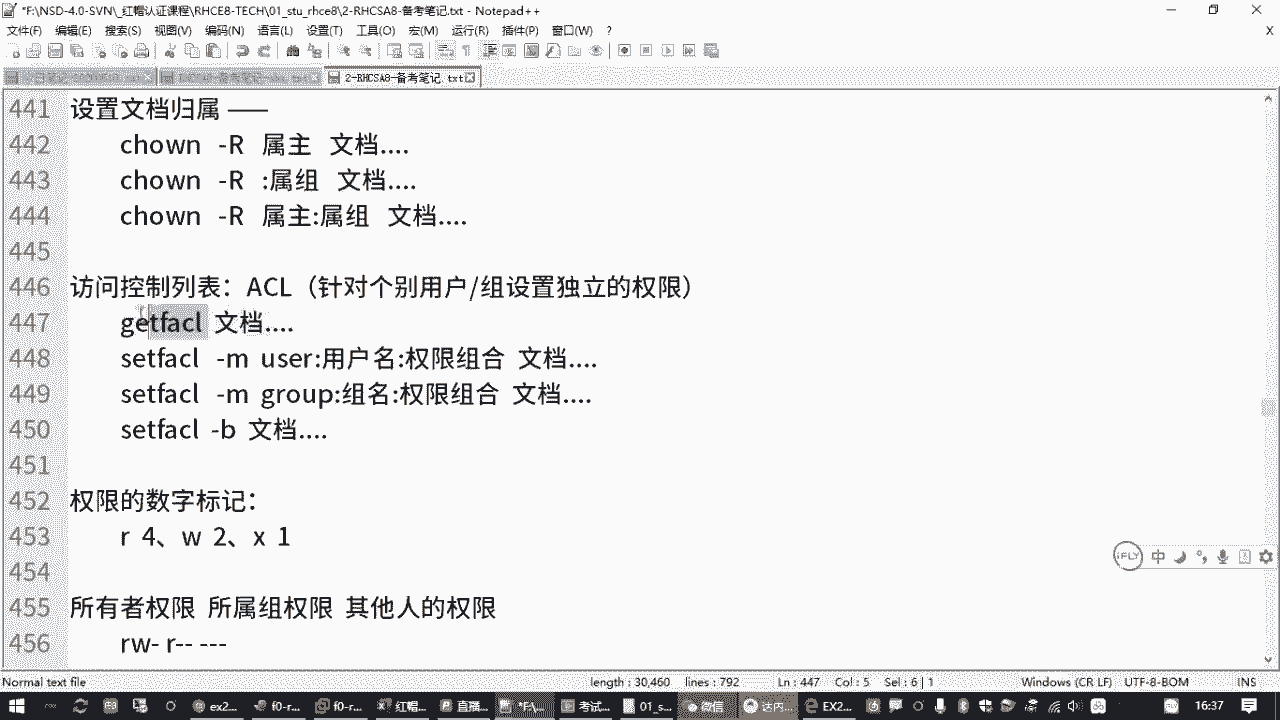 *F:\NSD-4.0-SVN\_红帽认证课程\RHCE8-TECH\01_stu_rhce8\2-RHCSA8-备考笔记.txt - Notepad++
文件(F) 编辑(E) 搜索(S) 视图(V) 编码(N) 语言(L) 设置(T) 工具(O) 宏(M) 运行(R) 插件(P) 窗口(W) ? X
2-RHCSA8-备考笔记.txt
441 设置文档归属 ——
442 chown -R 属主 文档....
443 chown -R :属组 文档....
444 chown -R 属主:属组 文档....
445
446 访问控制列表：ACL（针对个别用户/组设置独立的权限）
447 getfacl 文档....
448 setfacl -m user:用户名:权限组合 文档....
449 setfacl -m group:组名:权限组合 文档....
450 setfacl -b 文档....
451
452 权限的数字标记：
453 r 4、w 2、x 1
454
455 所有者权限 所属组权限 其他人的权限
456 rw- r-- ---
iFLY 中
Normal text file length : 30,460 lines : 792 Ln : 447 Col : 5 Sel : 6 | 1 Windows (CR LF) UTF-8-BOM INS
ex2... f0-r... f0-r... 红帽... 直播... *F:\... 考试... 01_s... 微信 达内... EX2... 16:37